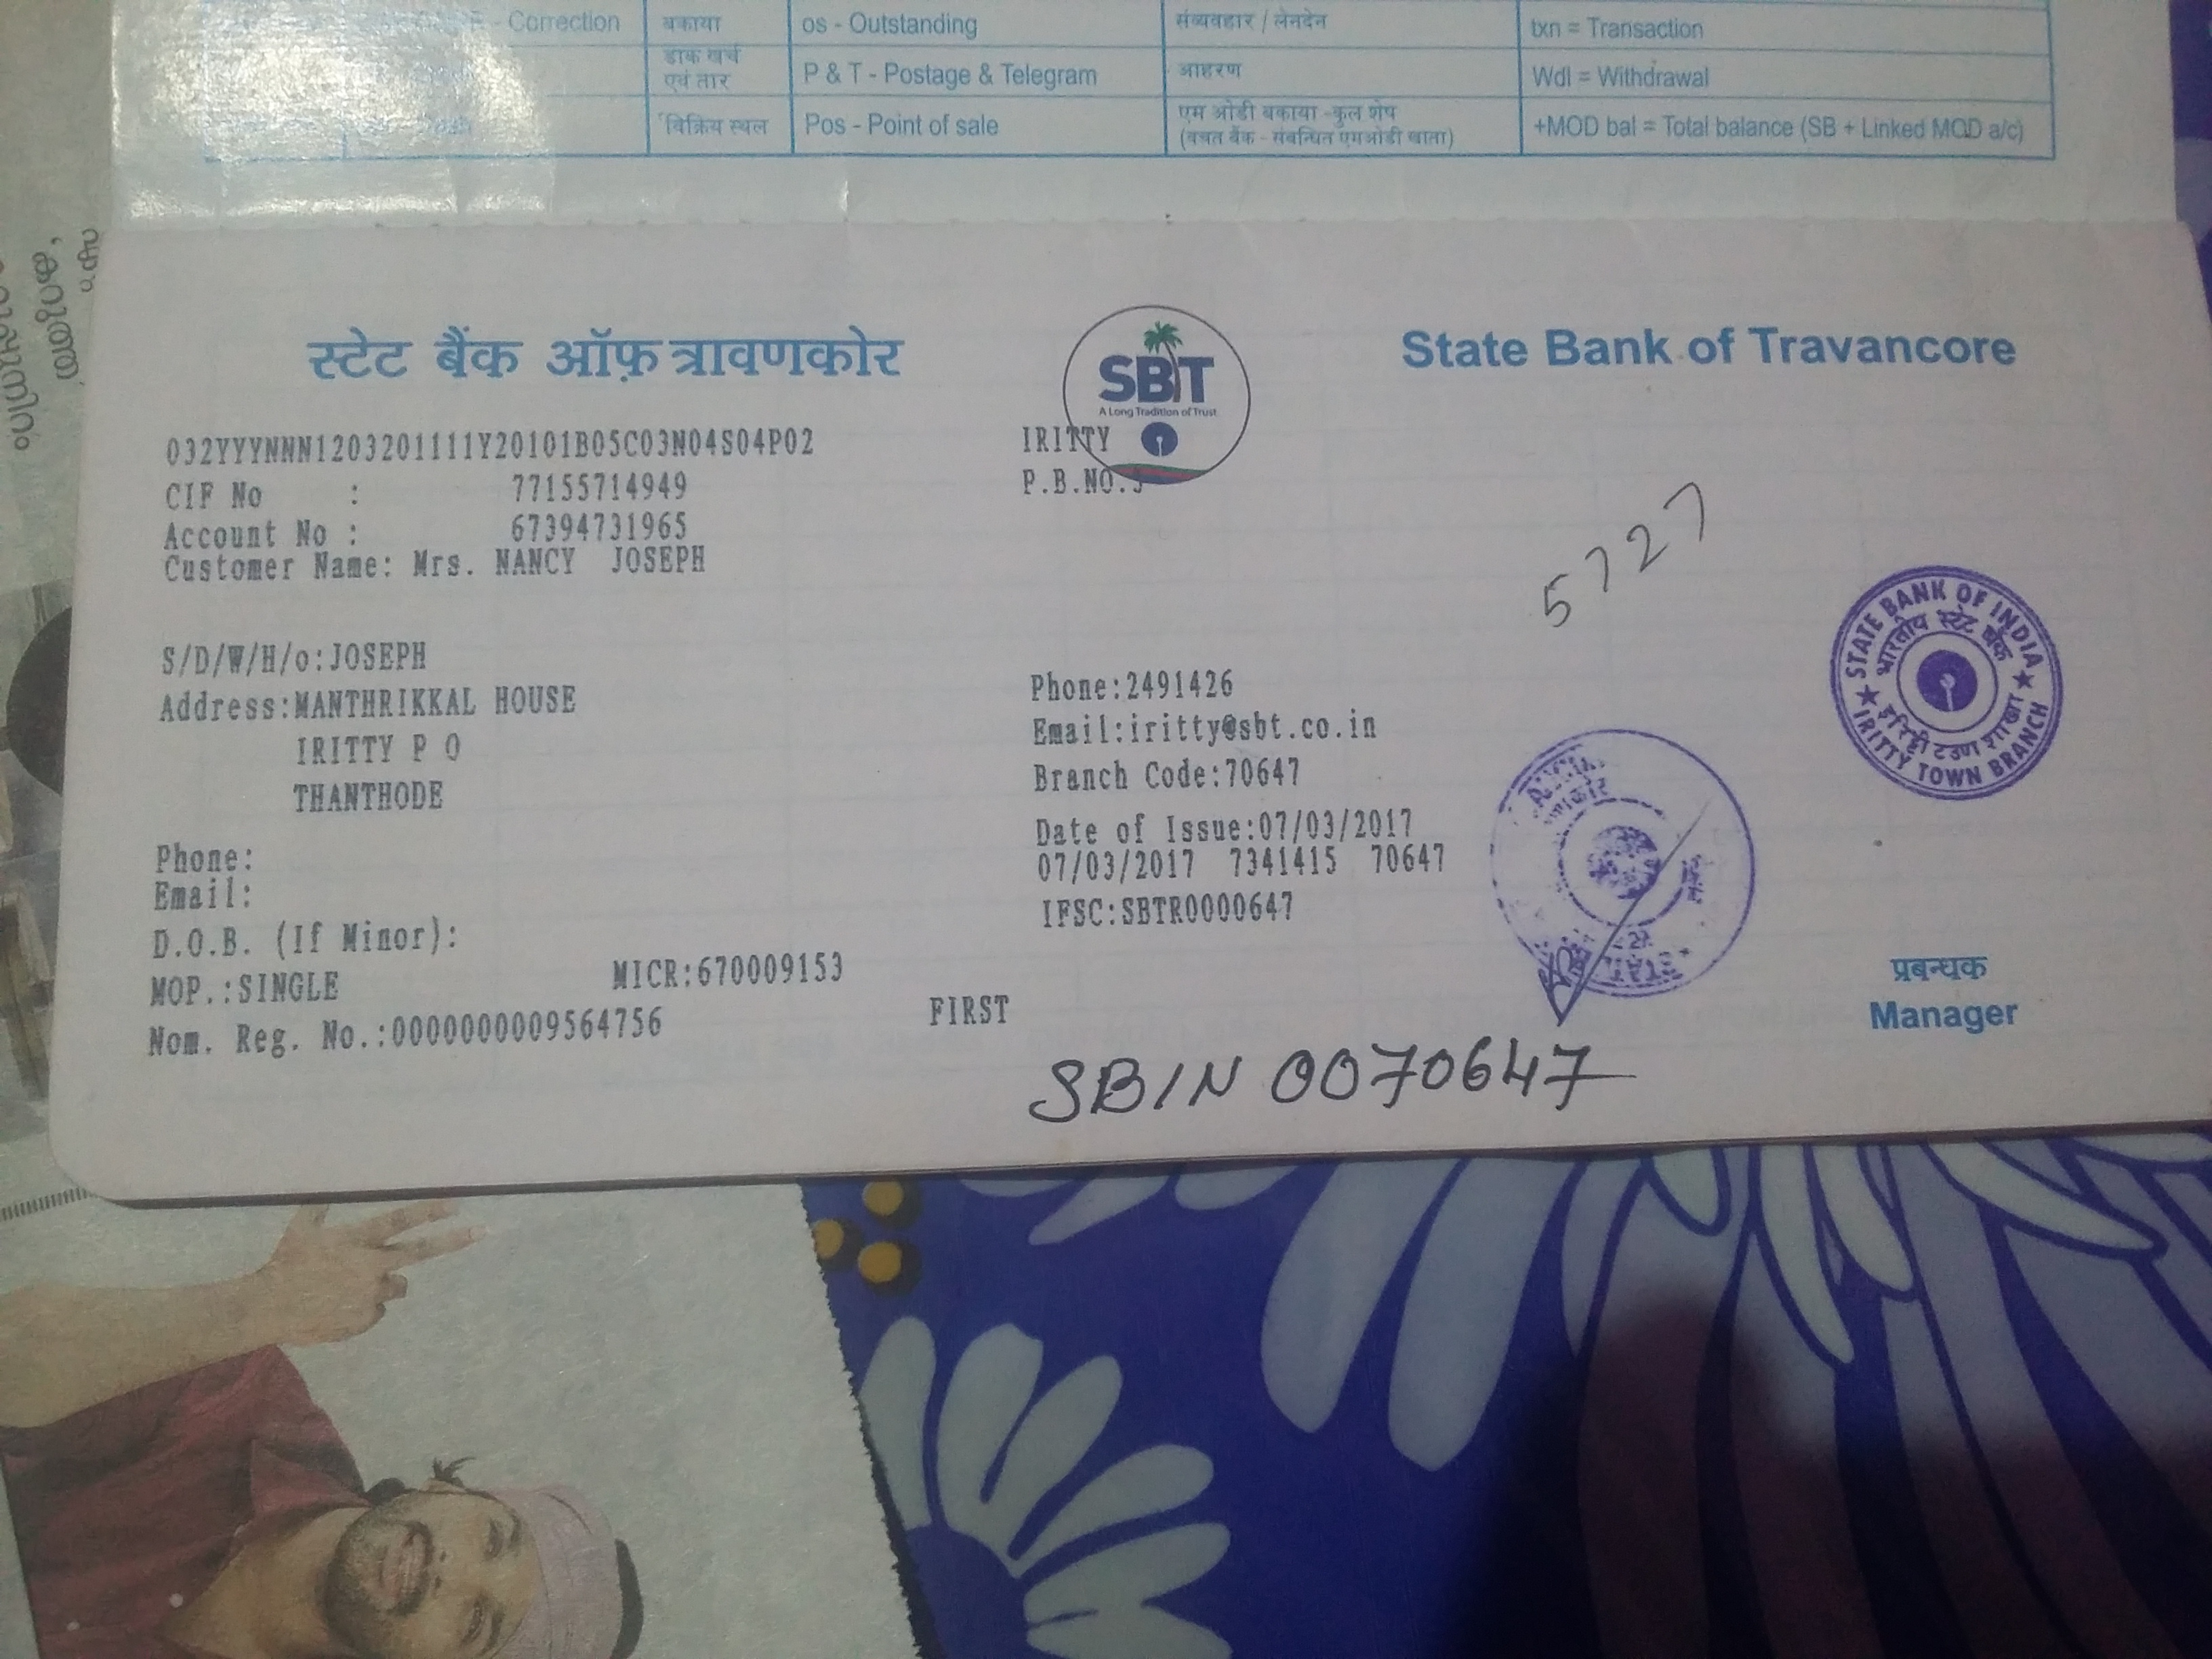 Correction बकाया os - Outstanding संव्यवहार / लेनदेन txn = Transaction
डाक खर्च एवं तार P & T - Postage & Telegram आहरण Wdl = Withdrawal
विक्रिय स्थल Pos - Point of sale एम ओडी बकाया -कुल शेष (बचत बैंक - संबन्धित एमओडी खाता) +MOD bal = Total balance (SB + Linked MOD a/c)
स्टेट बैंक ऑफ़ त्रावणकोर
SBT
A Long Tradition of Trust
State Bank of Travancore
032YYYNNN1203201111Y20101B05C03N04S04P02
IRITTY
CIF No : 77155714949
P.B.NO.
Account No : 67394731965
Customer Name: Mrs. NANCY JOSEPH
5727
S/D/W/H/o:JOSEPH
Address:MANTHRIKKAL HOUSE
IRITTY P O
THANTHODE
Phone:
Email:
D.O.B. (If Minor):
MOP.:SINGLE MICR:670009153
Nom. Reg. No.:0000000009564756
FIRST
Phone:2491426
Email:iritty@sbt.co.in
Branch Code:70647
Date of Issue:07/03/2017
07/03/2017 7341415 70647
IFSC:SBTR0000647
STATE BANK OF INDIA
भारतीय स्टेट बैंक
इरिट्टी टउण शाखा
IRITTY TOWN BRANCH
प्रबन्धक
Manager
SBIN 0070647